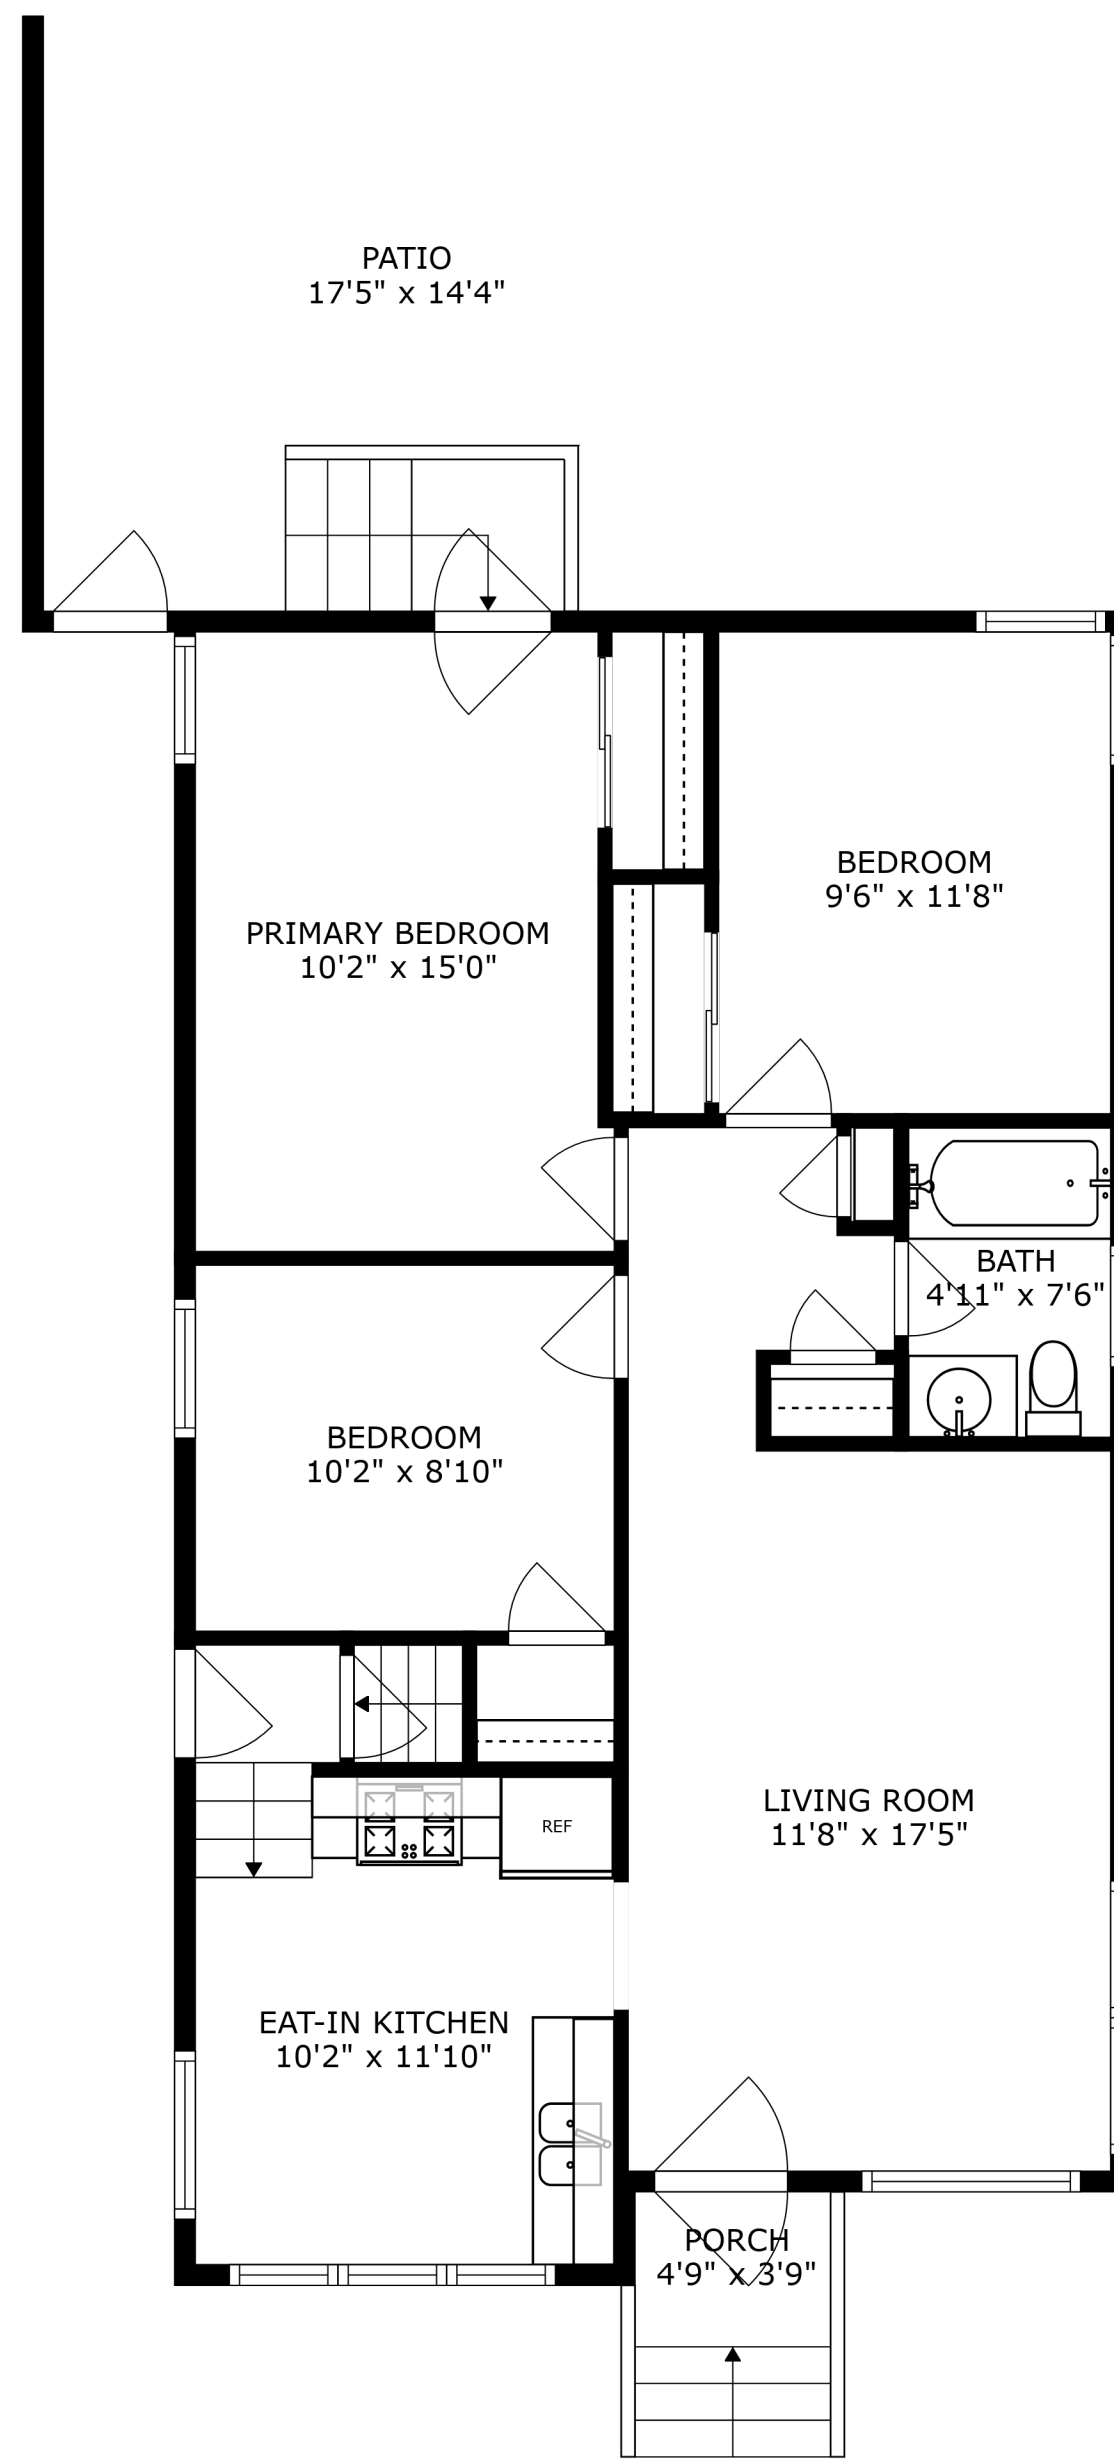 PATIO
17'5" x 14'4"
BEDROOM
9'6" x 11'8"
PRIMARY BEDROOM
10'2" x 15'0"
BATH
4'11" x 7'6"
BEDROOM
10'2" x 8'10"
LIVING ROOM
11'8" x 17'5"
REF
EAT-IN KITCHEN
10'2" x 11'10"
PORCH
4'9" x 3'9"